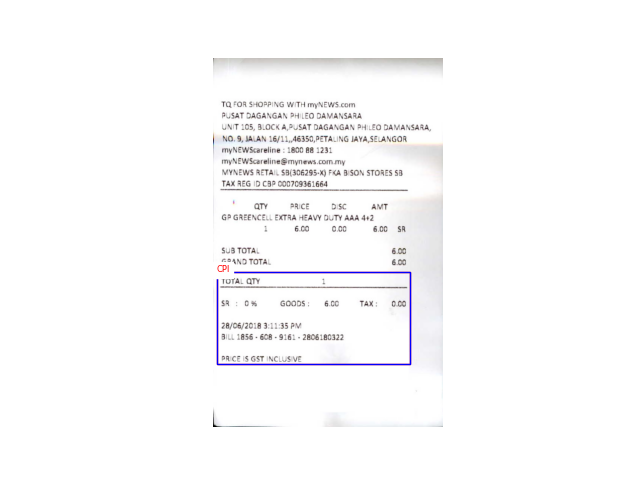 TQ FOR SHOPPING WITH myNEWS.com
PUSAT DAGANGAN PHILEO DAMANSARA
UNIT 105, BLOCK A,PUSAT DAGANGAN PHILEO DAMANSARA,
NO. 9, JALAN 16/11,,46350,PETALING JAYA,SELANGOR
myNEWScareline : 1800 88 1231
myNEWScareline@mynews.com.my
MYNEWS RETAIL SB(306295-X) FKA BISON STORES SB
TAX REG ID CBP 000709361664
QTY PRICE DISC AMT
GP GREENCELL EXTRA HEAVY DUTY AAA 4+2
1 6.00 0.00 6.00 SR
SUB TOTAL 6.00
GRAND TOTAL 6.00
CPI
TOTAL QTY 1
SR : 0 % GOODS : 6.00 TAX : 0.00
28/06/2018 3:11:35 PM
BILL 1856 - 608 - 9161 - 2806180322
PRICE IS GST INCLUSIVE